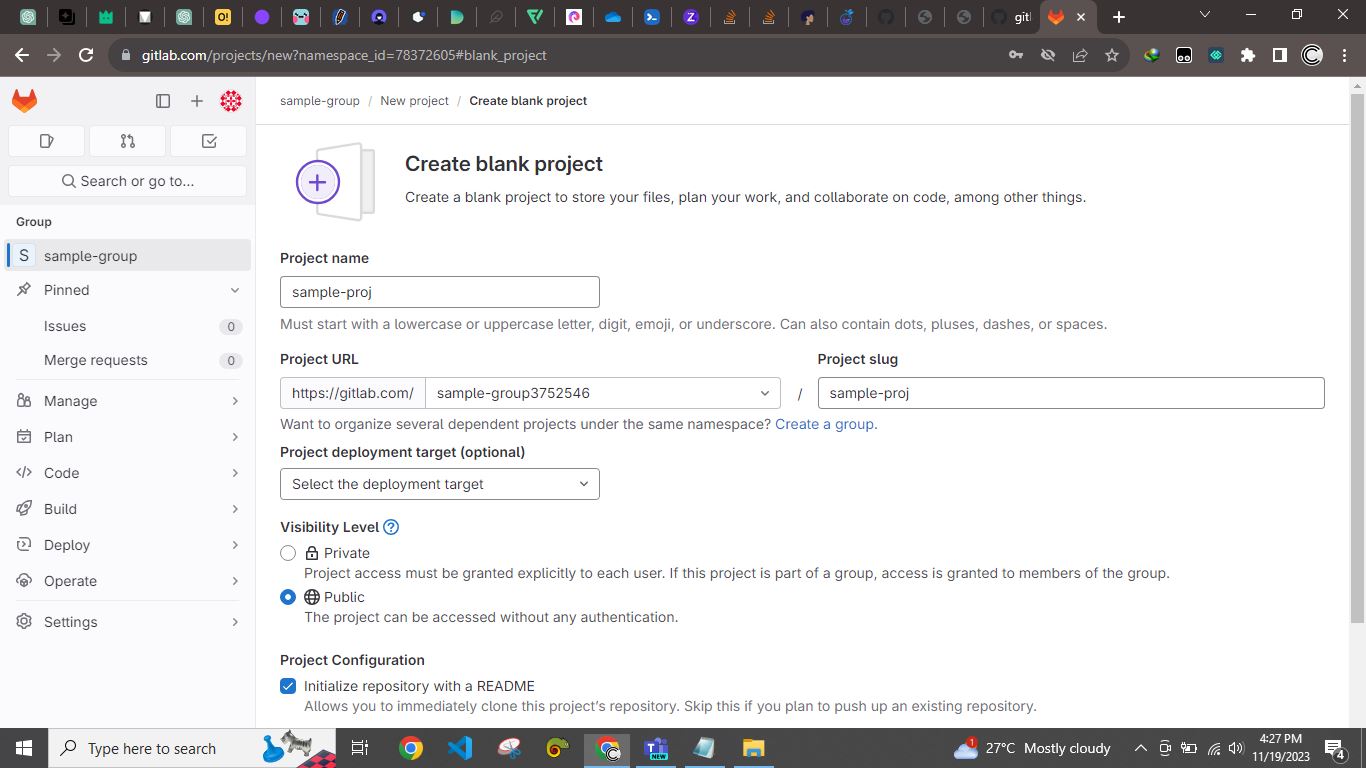 O!
Z
git
gitlab.com/projects/new?namespace_id=78372605#blank_project
sample-group / New project / Create blank project
Search or go to...
Create blank project
Create a blank project to store your files, plan your work, and collaborate on code, among other things.
Group
S sample-group
Pinned
Issues 0
Merge requests 0
Manage
Plan
Code
Build
Deploy
Operate
Settings
Project name
sample-proj
Must start with a lowercase or uppercase letter, digit, emoji, or underscore. Can also contain dots, pluses, dashes, or spaces.
Project URL
Project slug
https://gitlab.com/ sample-group3752546 / sample-proj
Want to organize several dependent projects under the same namespace? Create a group.
Project deployment target (optional)
Select the deployment target
Visibility Level ?
Private
Project access must be granted explicitly to each user. If this project is part of a group, access is granted to members of the group.
Public
The project can be accessed without any authentication.
Project Configuration
Initialize repository with a README
Allows you to immediately clone this project's repository. Skip this if you plan to push up an existing repository.
Type here to search
NEW
1
27°C Mostly cloudy
4:27 PM
11/19/2023
4